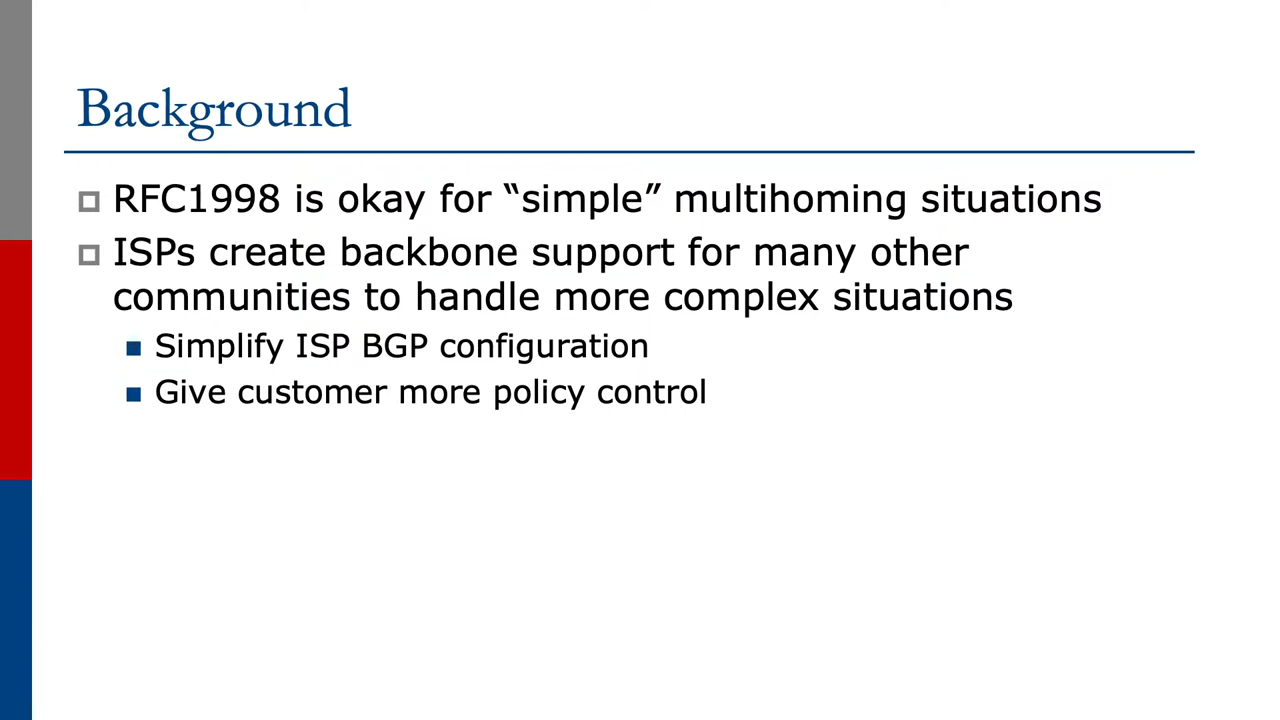 Background
RFC1998 is okay for “simple” multihoming situations
ISPs create backbone support for many other
communities to handle more complex situations
Simplify ISP BGP configuration
Give customer more policy control